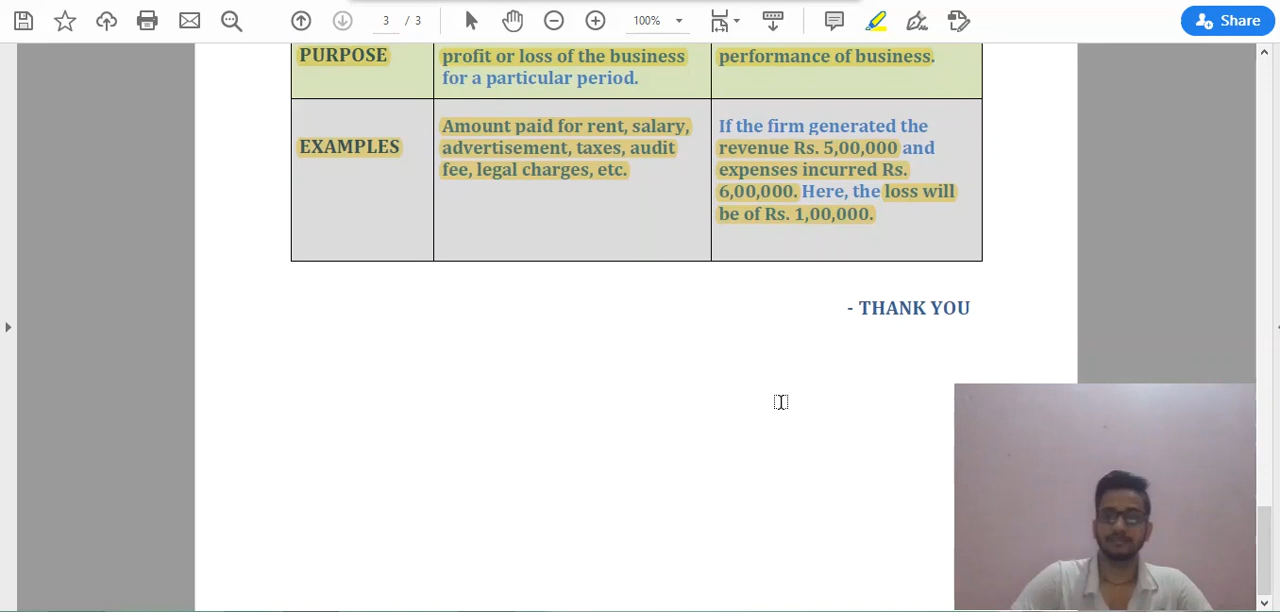 3 / 3
100%
Share
PURPOSE
profit or loss of the business
for a particular period.
performance of business.
EXAMPLES
Amount paid for rent, salary,
advertisement, taxes, audit
fee, legal charges, etc.
If the firm generated the
revenue Rs. 5,00,000 and
expenses incurred Rs.
6,00,000. Here, the loss will
be of Rs. 1,00,000.
- THANK YOU